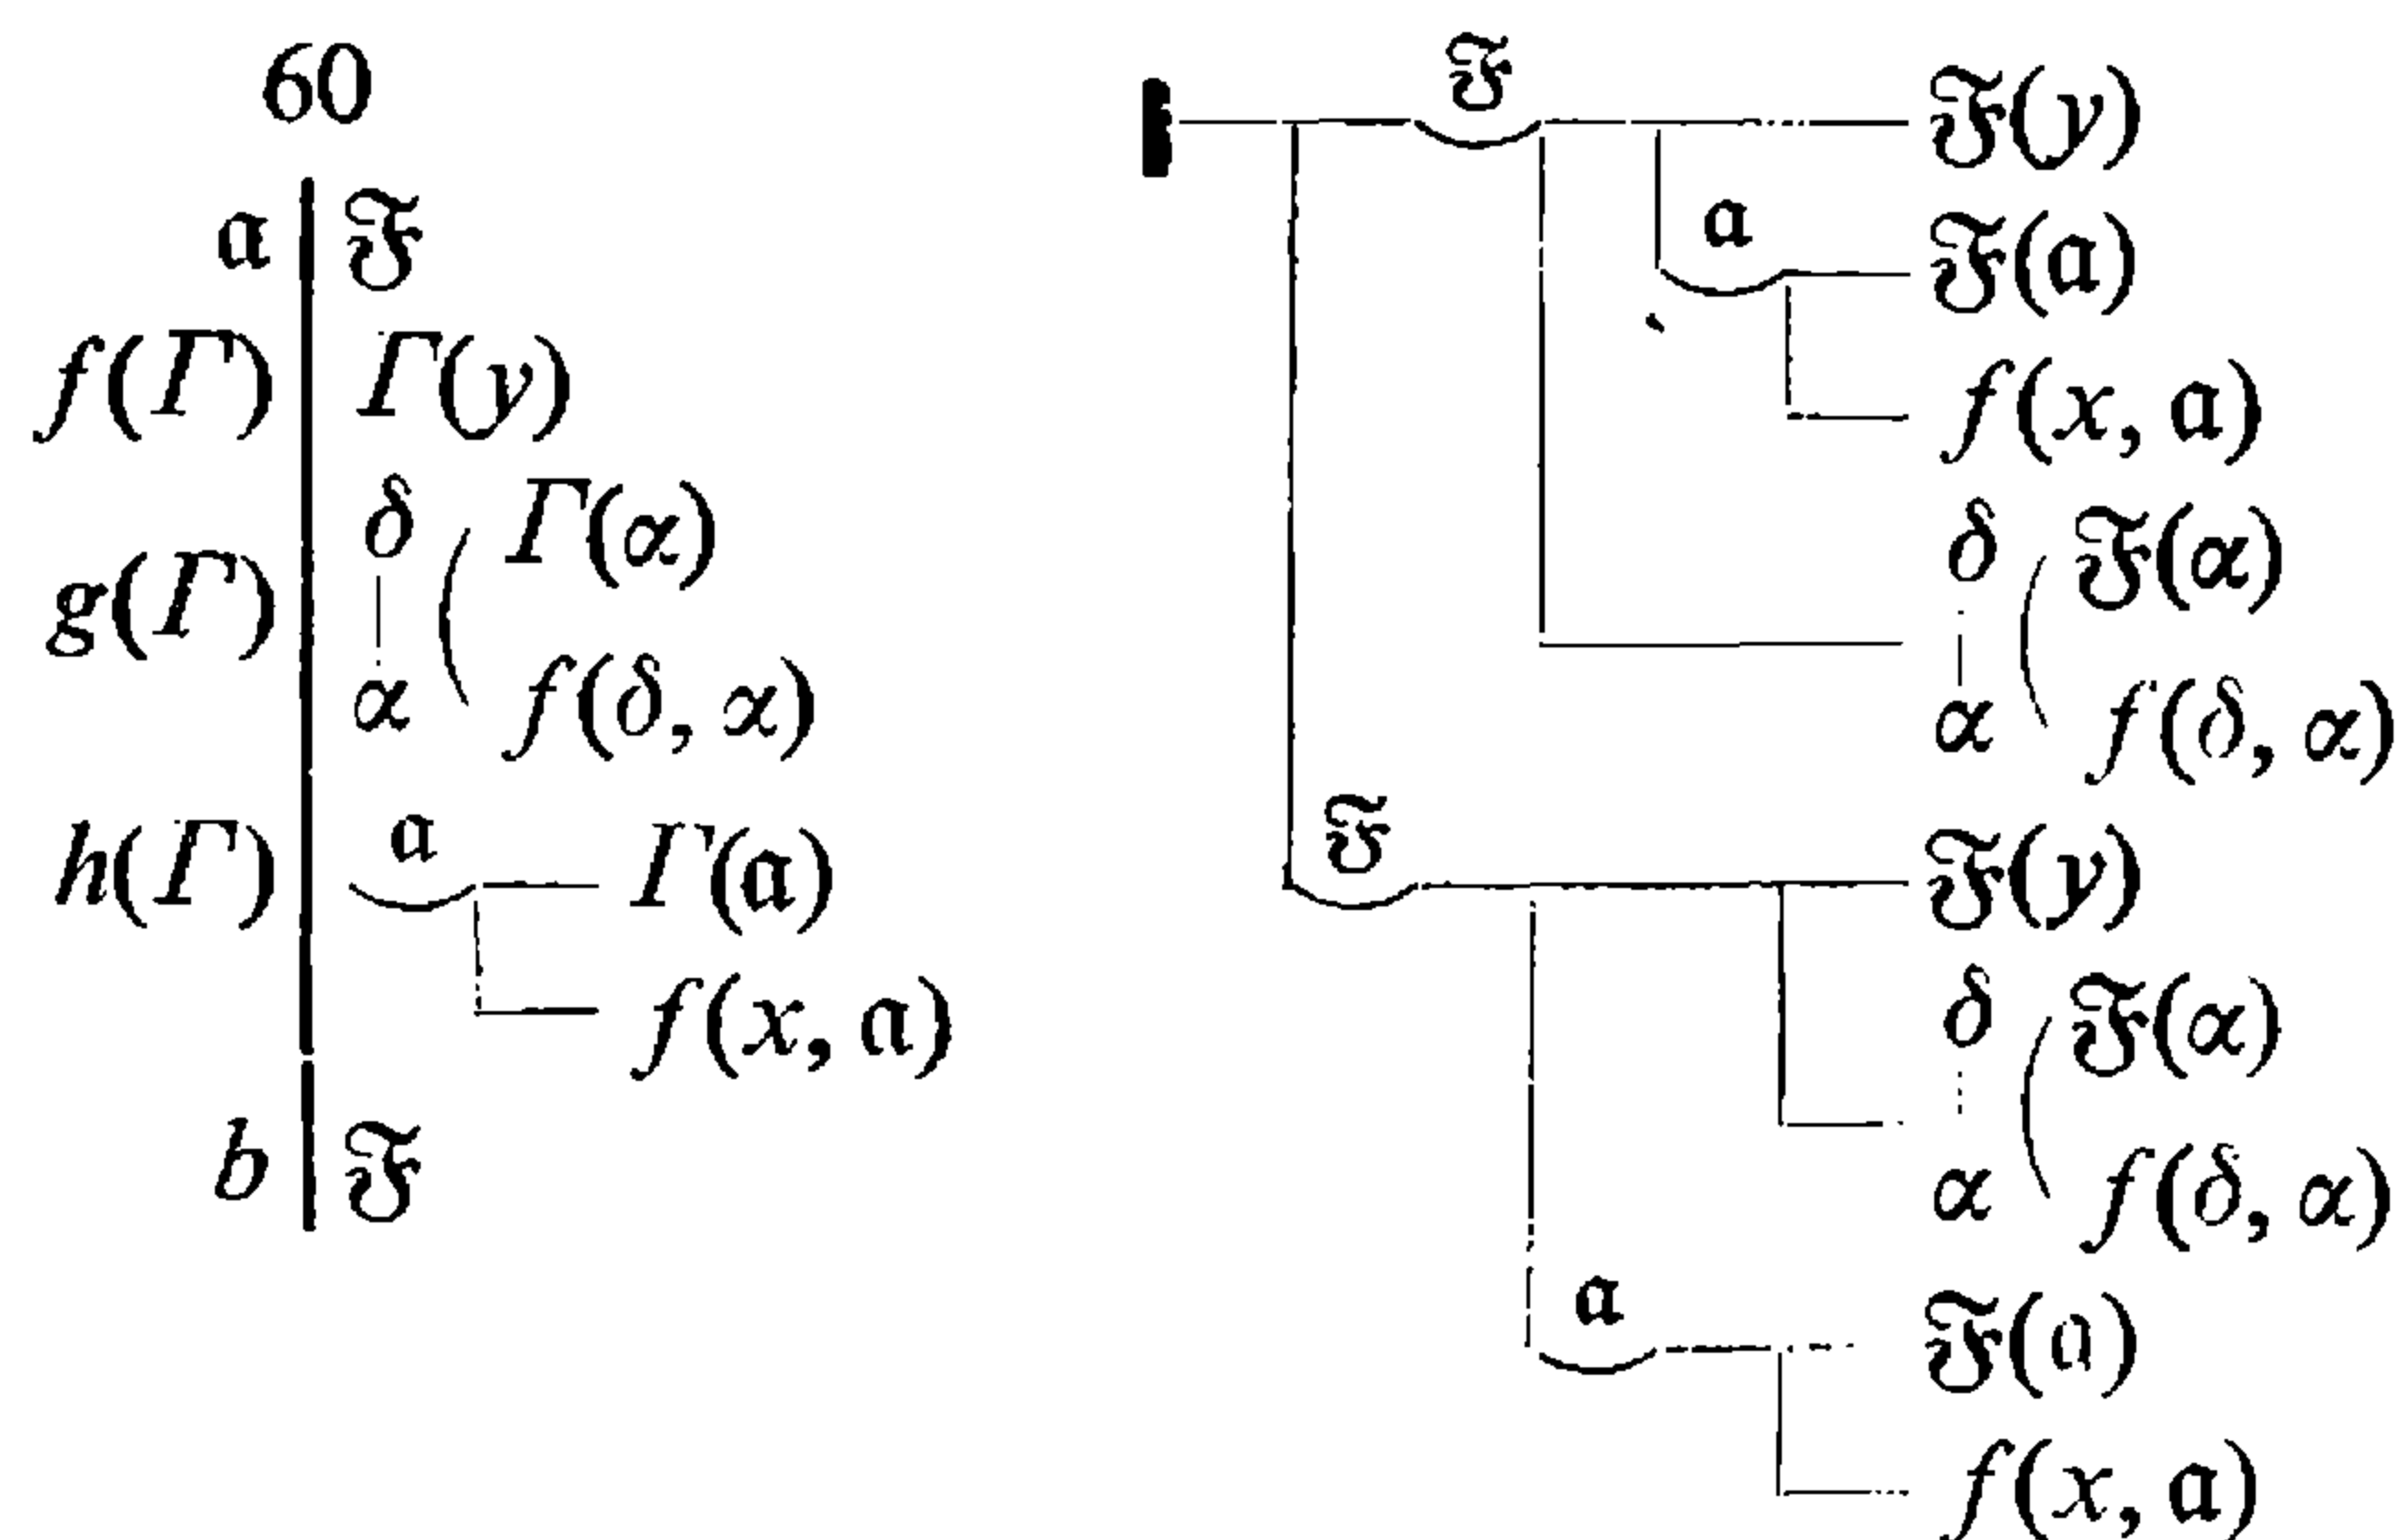 60
𝔞 𝔉
f(Γ) Γ(y)
g(Γ) δ Γ(α)
α f(δ, α)
h(Γ) 𝔞 Γ(𝔞)
f(x, 𝔞)
b 𝔉
𝔉 𝔉(y)
𝔞 𝔉(𝔞)
f(x, 𝔞)
δ 𝔉(α)
α f(δ, α)
𝔉 𝔉(y)
δ 𝔉(α)
α f(δ, α)
𝔞 𝔉(𝔞)
f(x, 𝔞)